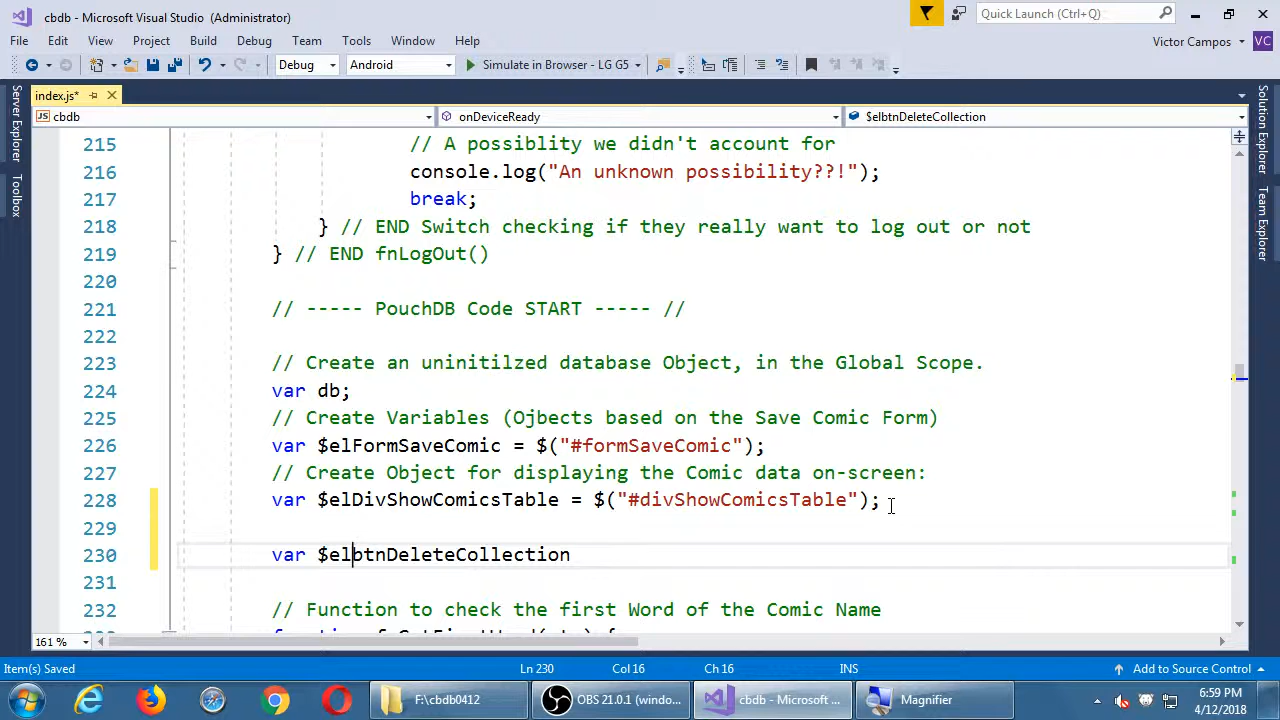 cbdb - Microsoft Visual Studio (Administrator)
Quick Launch (Ctrl+Q)
File Edit View Project Build Debug Team Tools Window Help
Victor Campos VC
Debug Android Simulate in Browser - LG G5
index.js*
cbdb onDeviceReady $elbtnDeleteCollection
Server Explorer
Toolbox
Solution Explorer
Team Explorer
215 // A possiblity we didn't account for
216 console.log("An unknown possibility??!");
217 break;
218 } // END Switch checking if they really want to log out or not
219 } // END fnLogOut()
220
221 // ----- PouchDB Code START ----- //
222
223 // Create an uninitilzed database Object, in the Global Scope.
224 var db;
225 // Create Variables (Ojbects based on the Save Comic Form)
226 var $elFormSaveComic = $("#formSaveComic");
227 // Create Object for displaying the Comic data on-screen:
228 var $elDivShowComicsTable = $("#divShowComicsTable");
229
230 var $elbtnDeleteCollection
231
232 // Function to check the first Word of the Comic Name
161 %
Item(s) Saved Ln 230 Col 16 Ch 16 INS Add to Source Control
F:\cbdb0412 OBS 21.0.1 (windo... cbdb - Microsoft ... Magnifier
6:59 PM
4/12/2018